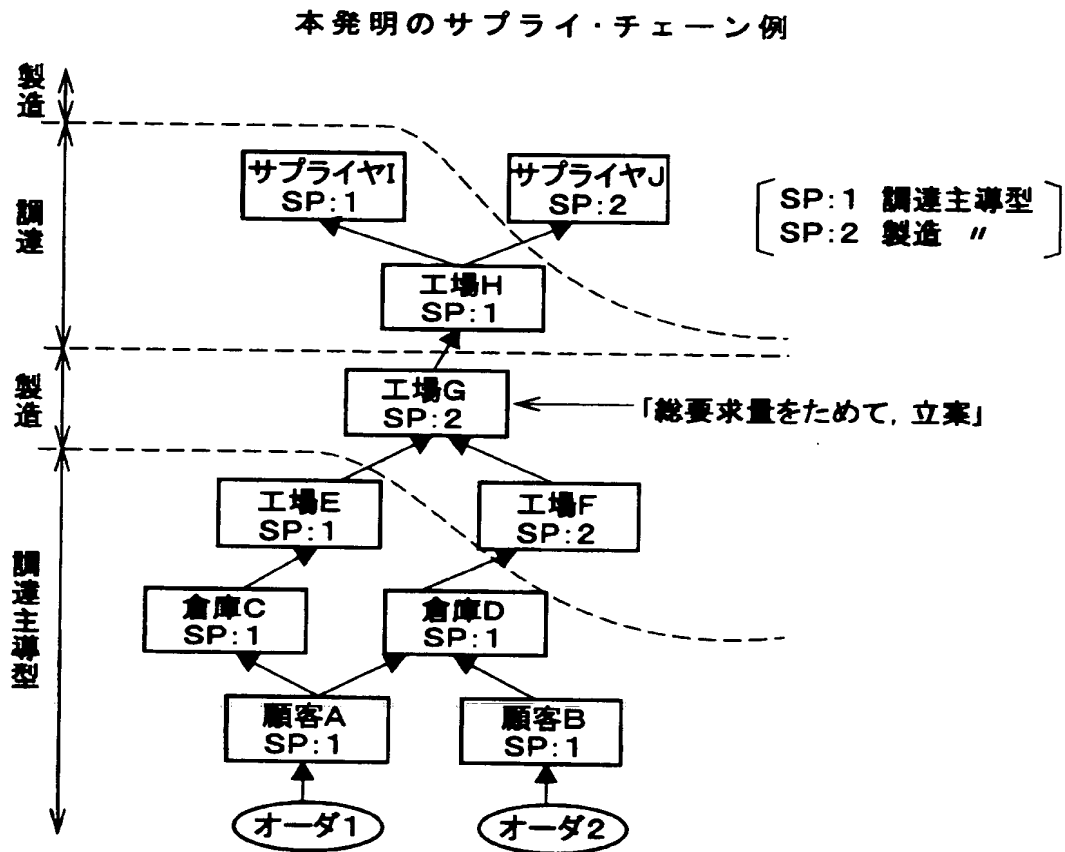 本発明のサプライ・チェーン例
製造
調達
製造
調達主導型
サプライヤI
SP:1
サプライヤJ
SP:2
SP:1 調達主導型
SP:2 製造 〃
工場H
SP:1
工場G
SP:2
「総要求量をためて, 立案」
工場E
SP:1
工場F
SP:2
倉庫C
SP:1
倉庫D
SP:1
顧客A
SP:1
顧客B
SP:1
オーダ1
オーダ2